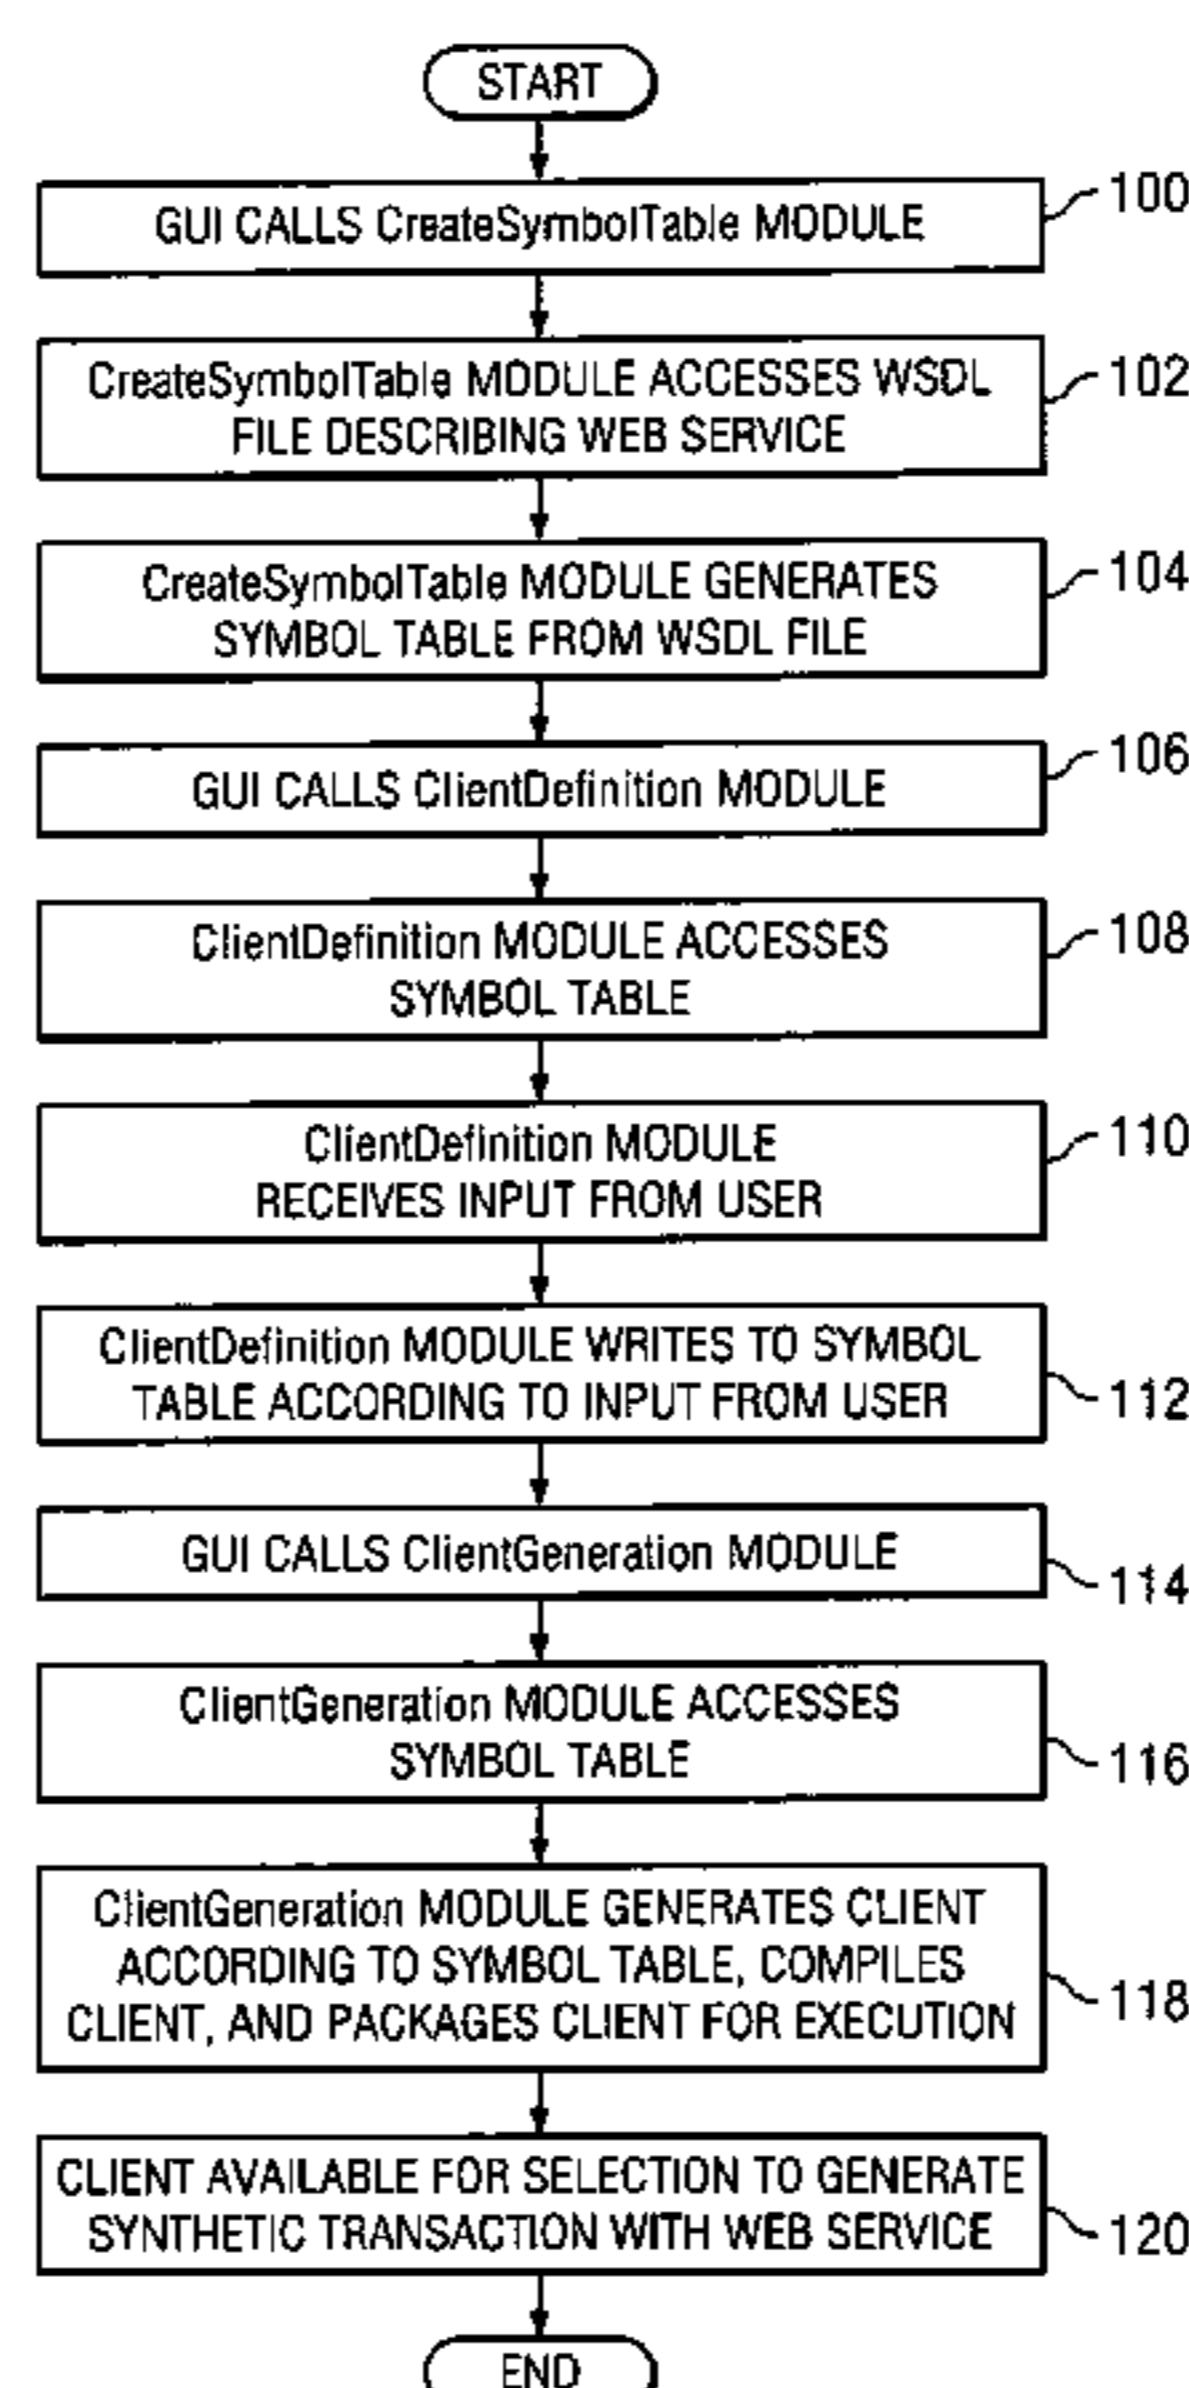 START
GUI CALLS CreateSymbolTable MODULE
100
CreateSymbolTable MODULE ACCESSES WSDL
FILE DESCRIBING WEB SERVICE
102
CreateSymbolTable MODULE GENERATES
SYMBOL TABLE FROM WSDL FILE
104
GUI CALLS ClientDefinition MODULE
106
ClientDefinition MODULE ACCESSES
SYMBOL TABLE
108
ClientDefinition MODULE
RECEIVES INPUT FROM USER
110
ClientDefinition MODULE WRITES TO SYMBOL
TABLE ACCORDING TO INPUT FROM USER
112
GUI CALLS ClientGeneration MODULE
114
ClientGeneration MODULE ACCESSES
SYMBOL TABLE
116
ClientGeneration MODULE GENERATES CLIENT
ACCORDING TO SYMBOL TABLE, COMPILES
CLIENT, AND PACKAGES CLIENT FOR EXECUTION
118
CLIENT AVAILABLE FOR SELECTION TO GENERATE
SYNTHETIC TRANSACTION WITH WEB SERVICE
120
END